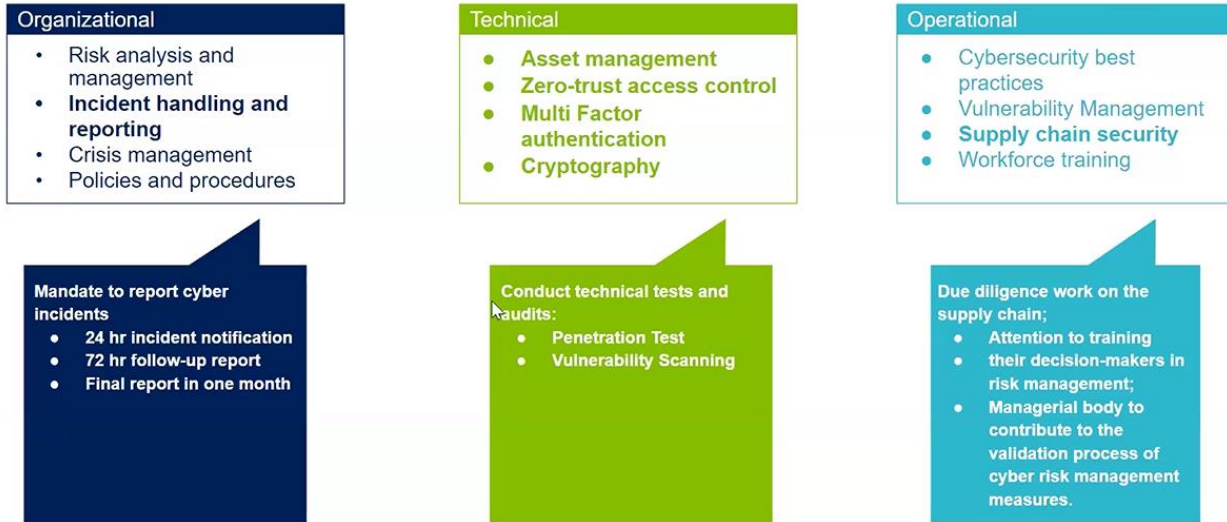 Organizational
• Risk analysis and
management
• Incident handling and
reporting
• Crisis management
• Policies and procedures
Mandate to report cyber
incidents
● 24 hr incident notification
● 72 hr follow-up report
● Final report in one month
Technical
● Asset management
● Zero-trust access control
● Multi Factor
authentication
● Cryptography
Conduct technical tests and
audits:
● Penetration Test
● Vulnerability Scanning
Operational
● Cybersecurity best
practices
● Vulnerability Management
● Supply chain security
● Workforce training
Due diligence work on the
supply chain;
● Attention to training
● their decision-makers in
risk management;
● Managerial body to
contribute to the
validation process of
cyber risk management
measures.